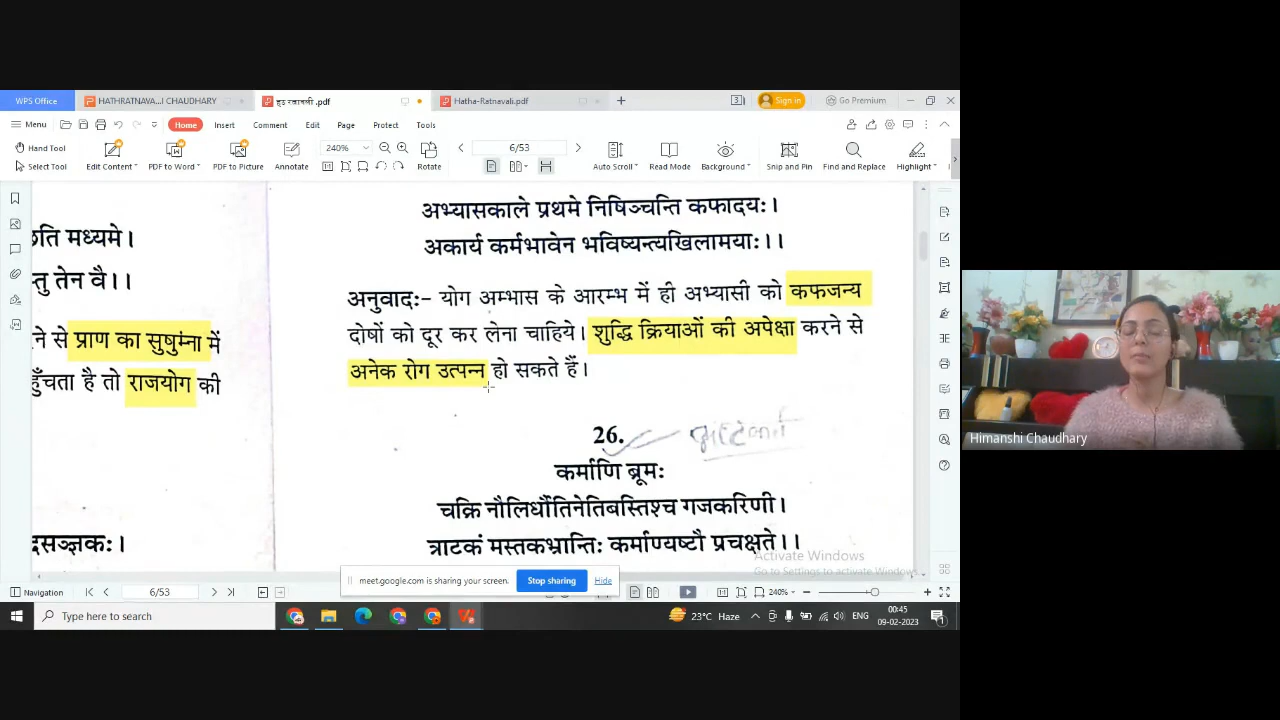 WPS Office
HATHRATNAVA...I CHAUDHARY
हठ रत्नावली .pdf
Hatha-Ratnavali.pdf
Sign in
Go Premium
Menu
Home
Insert
Comment
Edit
Page
Protect
Tools
Hand Tool
Select Tool
Edit Content
PDF to Word
PDF to Picture
Annotate
240%
Rotate
6/53
Auto Scroll
Read Mode
Background
Snip and Pin
Find and Replace
Highlight
ति मध्यमे।
तु तेन वै।।
ने से प्राण का सुषुंम्ना में
हुँचता है तो राजयोग की
सञ्ज्ञकः।
अभ्यासकाले प्रथमे निषिञ्चन्ति कफादयः।
अकार्य कर्मभावेन भविष्यन्त्यखिलामयाः।।
अनुवादः- योग अम्भास के आरम्भ में ही अभ्यासी को कफजन्य
दोषों को दूर कर लेना चाहिये। शुद्धि क्रियाओं की अपेक्षा करने से
अनेक रोग उत्पन्न हो सकते हैं।
26.
कर्माणि ब्रूमः
चक्रि नौलिर्धौतिनेतिबस्तिश्च गजकरिणी।
त्राटकं मस्तकभ्रान्तिः कर्माण्यष्टौ प्रचक्षते।।
Activate Windows
Go to Settings to activate Windows.
Himanshi Chaudhary
meet.google.com is sharing your screen.
Stop sharing
Hide
Navigation
6/53
240%
Type here to search
23°C Haze
ENG
00:45
09-02-2023